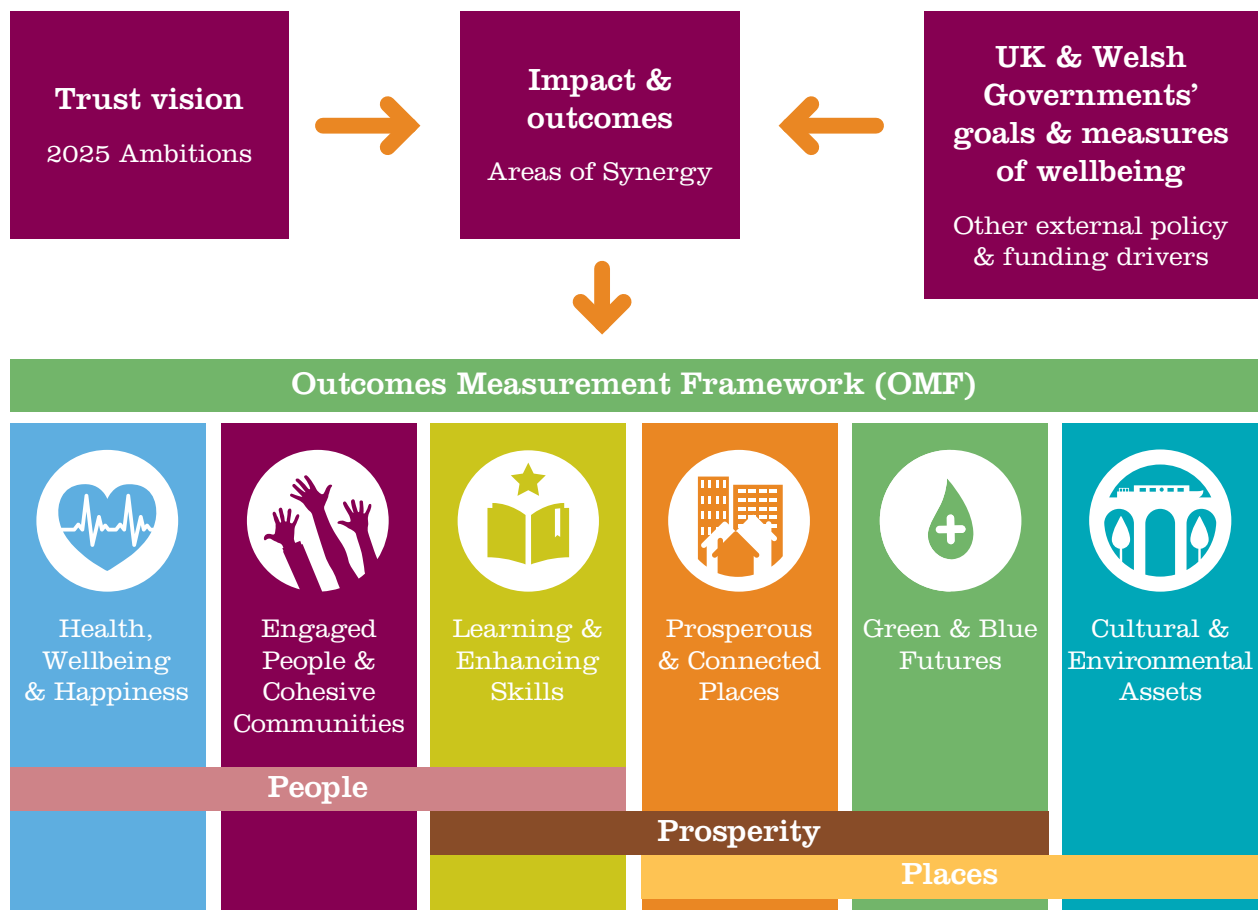 Trust vision
2025 Ambitions
Impact &
outcomes
Areas of Synergy
UK & Welsh
Governments’
goals & measures
of wellbeing
Other external policy
& funding drivers
Outcomes Measurement Framework (OMF)
Health,
Wellbeing
& Happiness
Engaged
People &
Cohesive
Communities
Learning &
Enhancing
Skills
Prosperous
& Connected
Places
Green & Blue
Futures
Cultural &
Environmental
Assets
People
Prosperity
Places